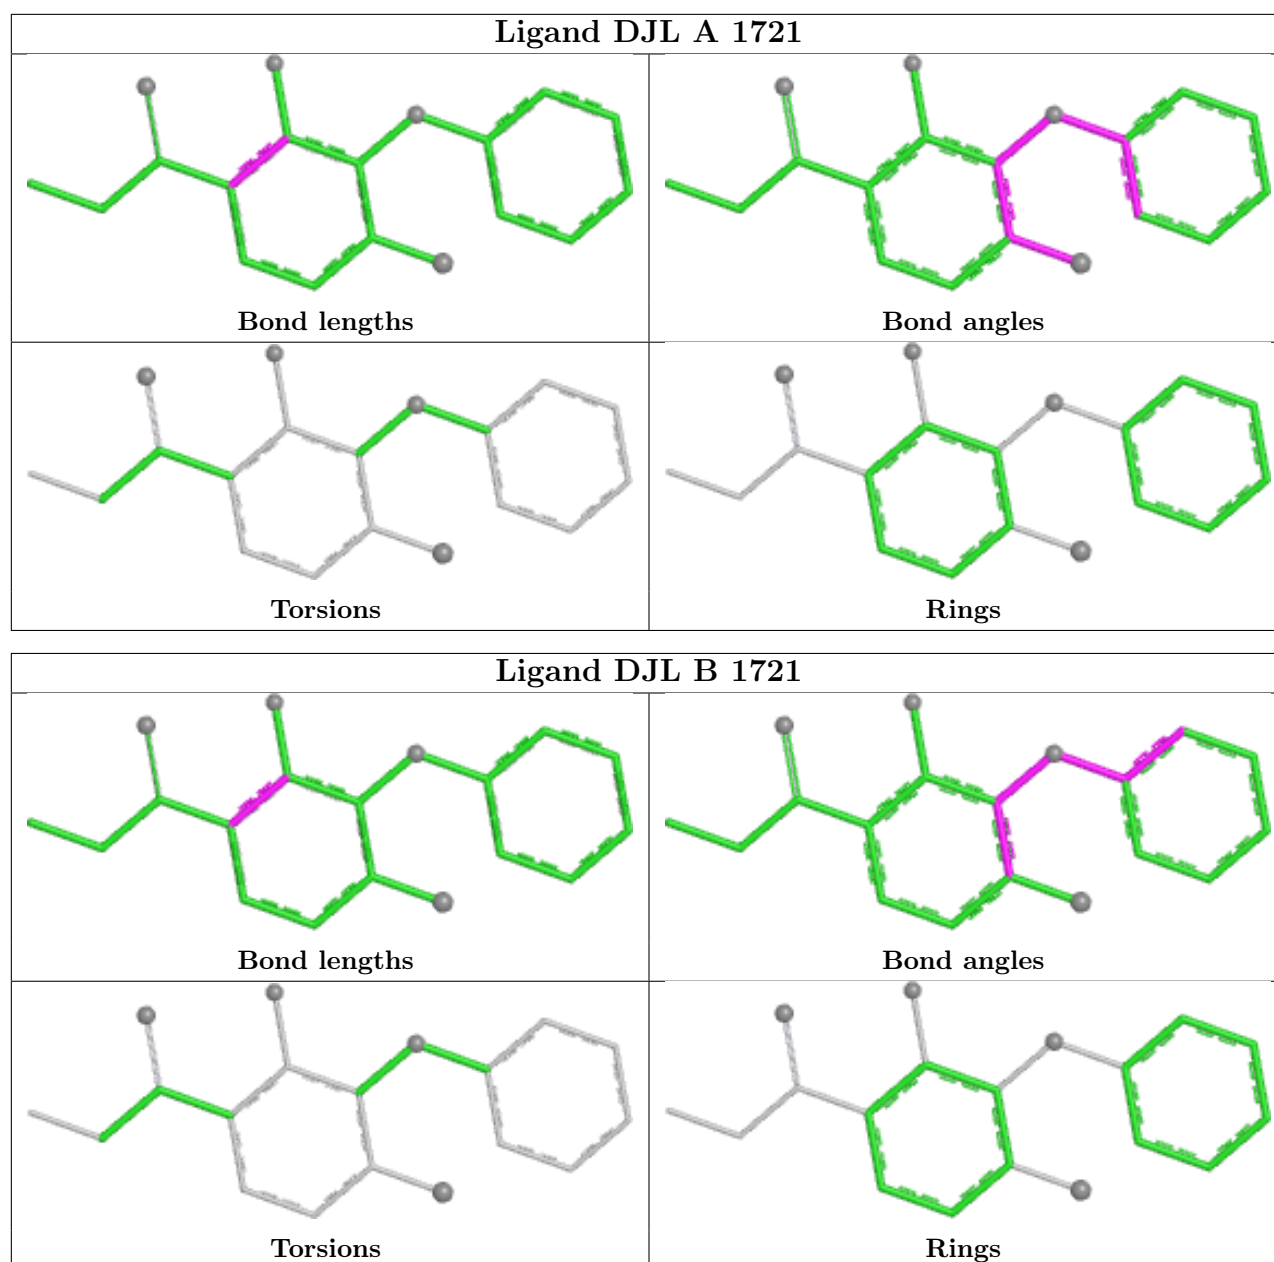 Ligand DJL A 1721
Bond lengths
Bond angles
Torsions
Rings
Ligand DJL B 1721
Bond lengths
Bond angles
Torsions
Rings